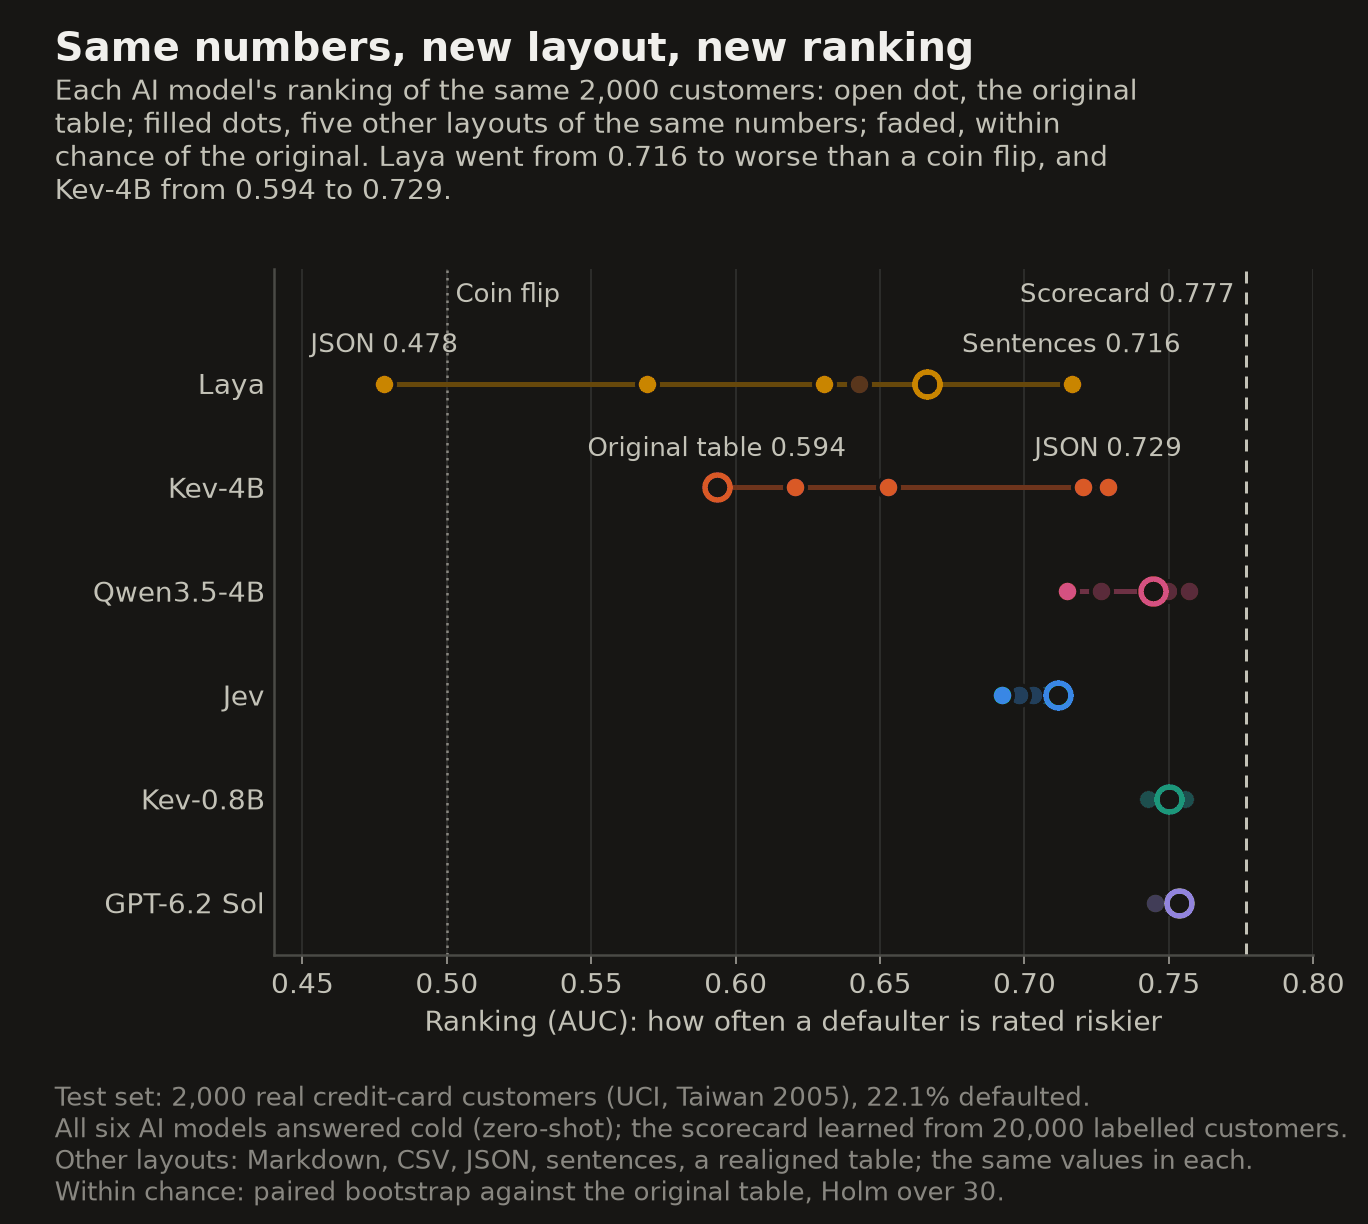 Same numbers, new layout, new ranking
Each AI model's ranking of the same 2,000 customers: open dot, the original
table; filled dots, five other layouts of the same numbers; faded, within
chance of the original. Laya went from 0.716 to worse than a coin flip, and
Kev-4B from 0.594 to 0.729.
Coin flip
Scorecard 0.777
JSON 0.478
Sentences 0.716
Laya
Original table 0.594
JSON 0.729
Kev-4B
Qwen3.5-4B
Jev
Kev-0.8B
GPT-6.2 Sol
0.45 0.50 0.55 0.60 0.65 0.70 0.75 0.80
Ranking (AUC): how often a defaulter is rated riskier
Test set: 2,000 real credit-card customers (UCI, Taiwan 2005), 22.1% defaulted.
All six AI models answered cold (zero-shot); the scorecard learned from 20,000 labelled customers.
Other layouts: Markdown, CSV, JSON, sentences, a realigned table; the same values in each.
Within chance: paired bootstrap against the original table, Holm over 30.